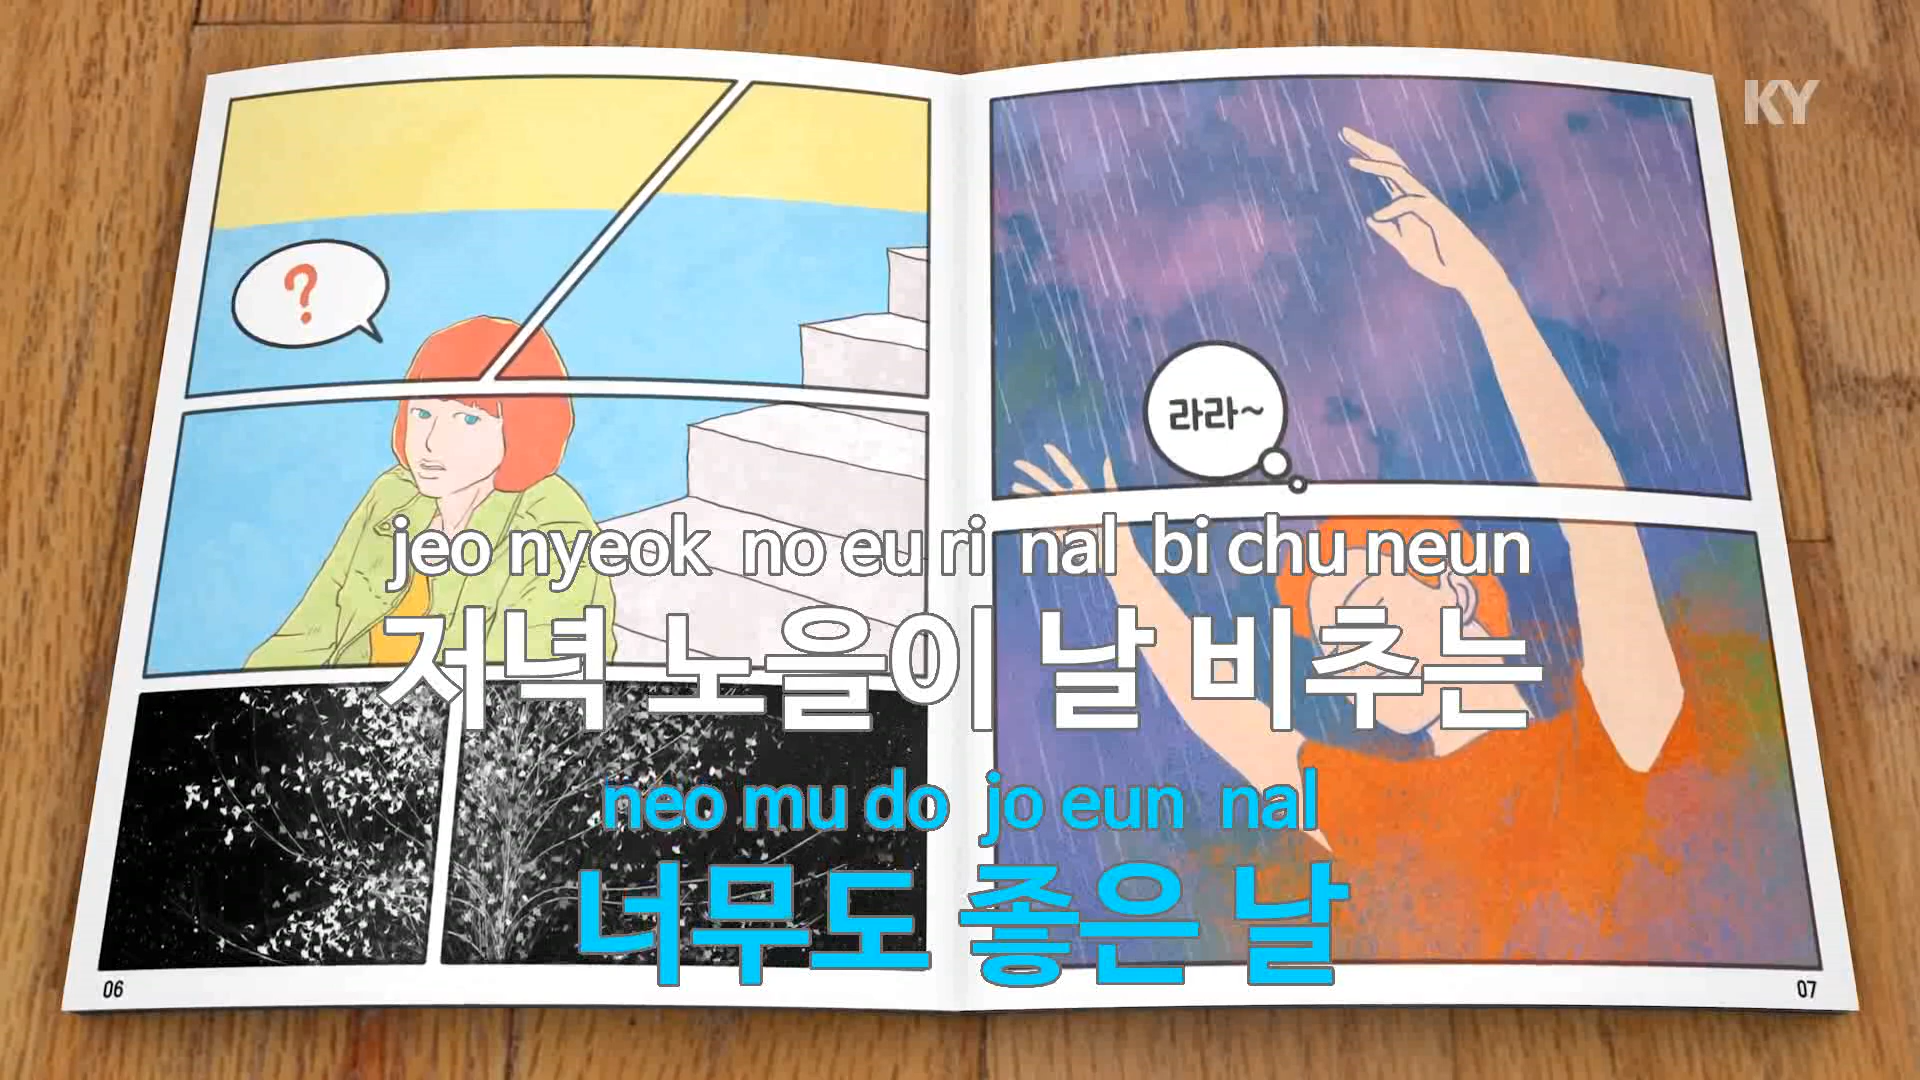 KY
?
라라~
jeo nyeok no eu ri nal bi chu neun
저녁 노을이 날 비추는
neo mu do jo eun nal
너무도 좋은 날
06
07